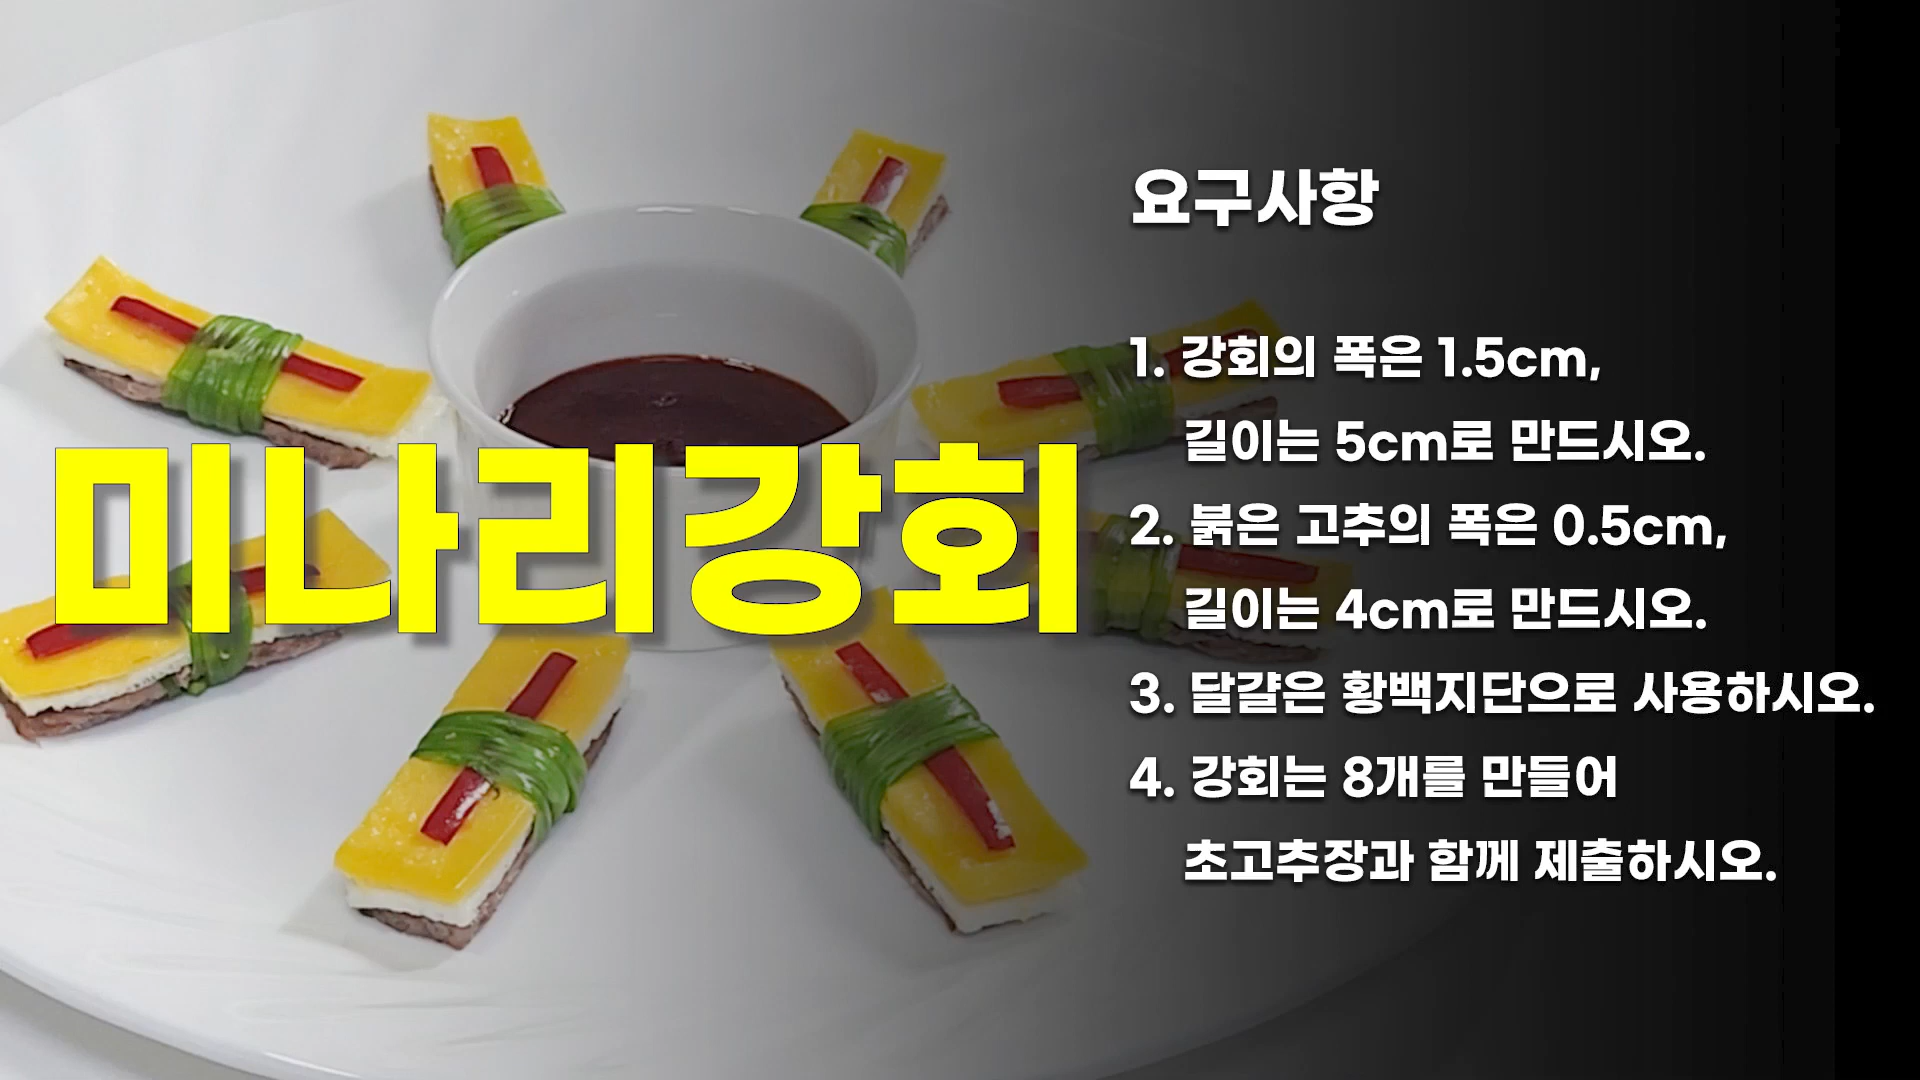 미나리강회
요구사항
1. 강회의 폭은 1.5cm,
길이는 5cm로 만드시오.
2. 붉은 고추의 폭은 0.5cm,
길이는 4cm로 만드시오.
3. 달걀은 황백지단으로 사용하시오.
4. 강회는 8개를 만들어
초고추장과 함께 제출하시오.